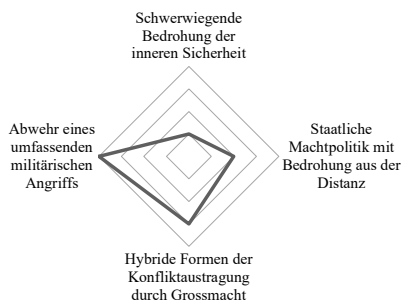 Schwerwiegende
Bedrohung der
inneren Sicherheit
Abwehr eines
umfassenden
militärischen
Angriffs
Staatliche
Machtpolitik mit
Bedrohung aus der
Distanz
Hybride Formen der
Konfliktaustragung
durch Grossmacht